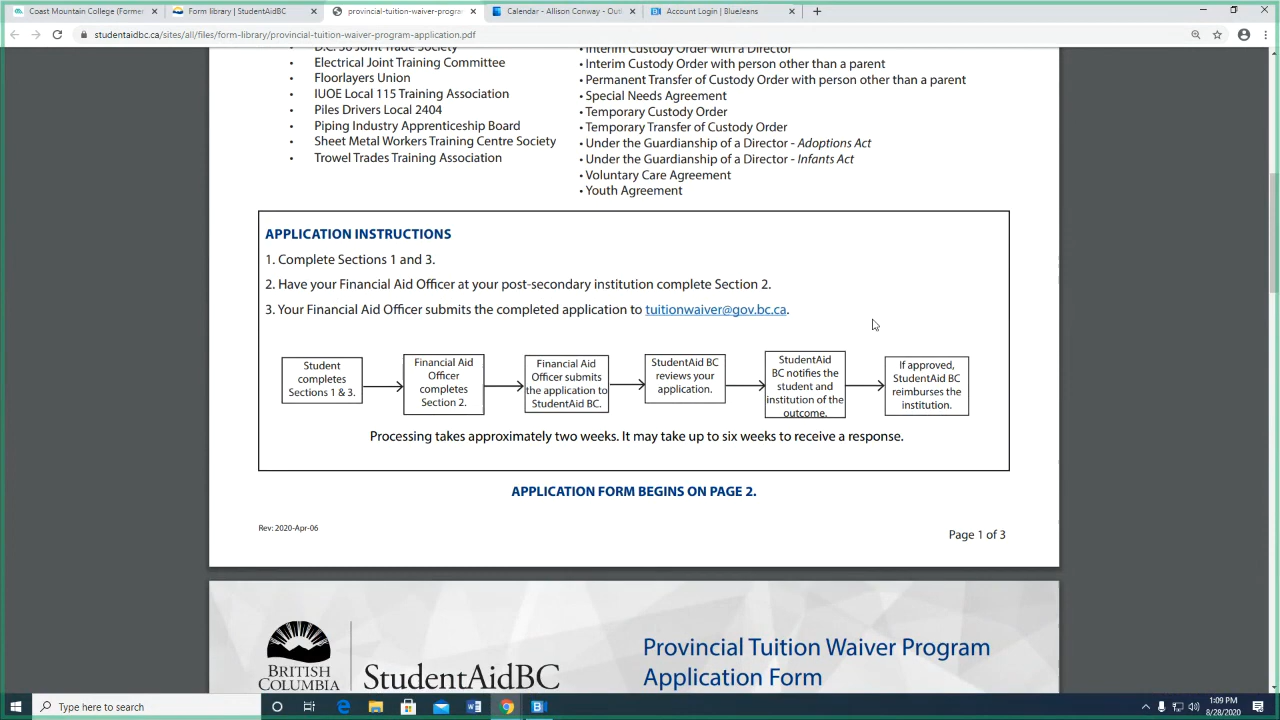 Coast Mountain College (Former
Form library | StudentAidBC
provincial-tuition-waiver-progra
Calendar - Allison Conway - Out
Account Login | BlueJeans
studentaidbc.ca/sites/all/files/form-library/provincial-tuition-waiver-program-application.pdf
• D.C. 38 Joint Trade Society
• Electrical Joint Training Committee
• Floorlayers Union
• IUOE Local 115 Training Association
• Piles Drivers Local 2404
• Piping Industry Apprenticeship Board
• Sheet Metal Workers Training Centre Society
• Trowel Trades Training Association
• Interim Custody Order with a Director
• Interim Custody Order with person other than a parent
• Permanent Transfer of Custody Order with person other than a parent
• Special Needs Agreement
• Temporary Custody Order
• Temporary Transfer of Custody Order
• Under the Guardianship of a Director - Adoptions Act
• Under the Guardianship of a Director - Infants Act
• Voluntary Care Agreement
• Youth Agreement
APPLICATION INSTRUCTIONS
1. Complete Sections 1 and 3.
2. Have your Financial Aid Officer at your post-secondary institution complete Section 2.
3. Your Financial Aid Officer submits the completed application to tuitionwaiver@gov.bc.ca.
Student
completes
Sections 1 & 3.
Financial Aid
Officer
completes
Section 2.
Financial Aid
Officer submits
the application to
StudentAid BC.
StudentAid BC
reviews your
application.
StudentAid
BC notifies the
student and
institution of the
outcome.
If approved,
StudentAid BC
reimburses the
institution.
Processing takes approximately two weeks. It may take up to six weeks to receive a response.
APPLICATION FORM BEGINS ON PAGE 2.
Rev: 2020-Apr-06
Page 1 of 3
BRITISH
COLUMBIA
StudentAidBC
Provincial Tuition Waiver Program
Application Form
Type here to search
1:09 PM
8/28/2020